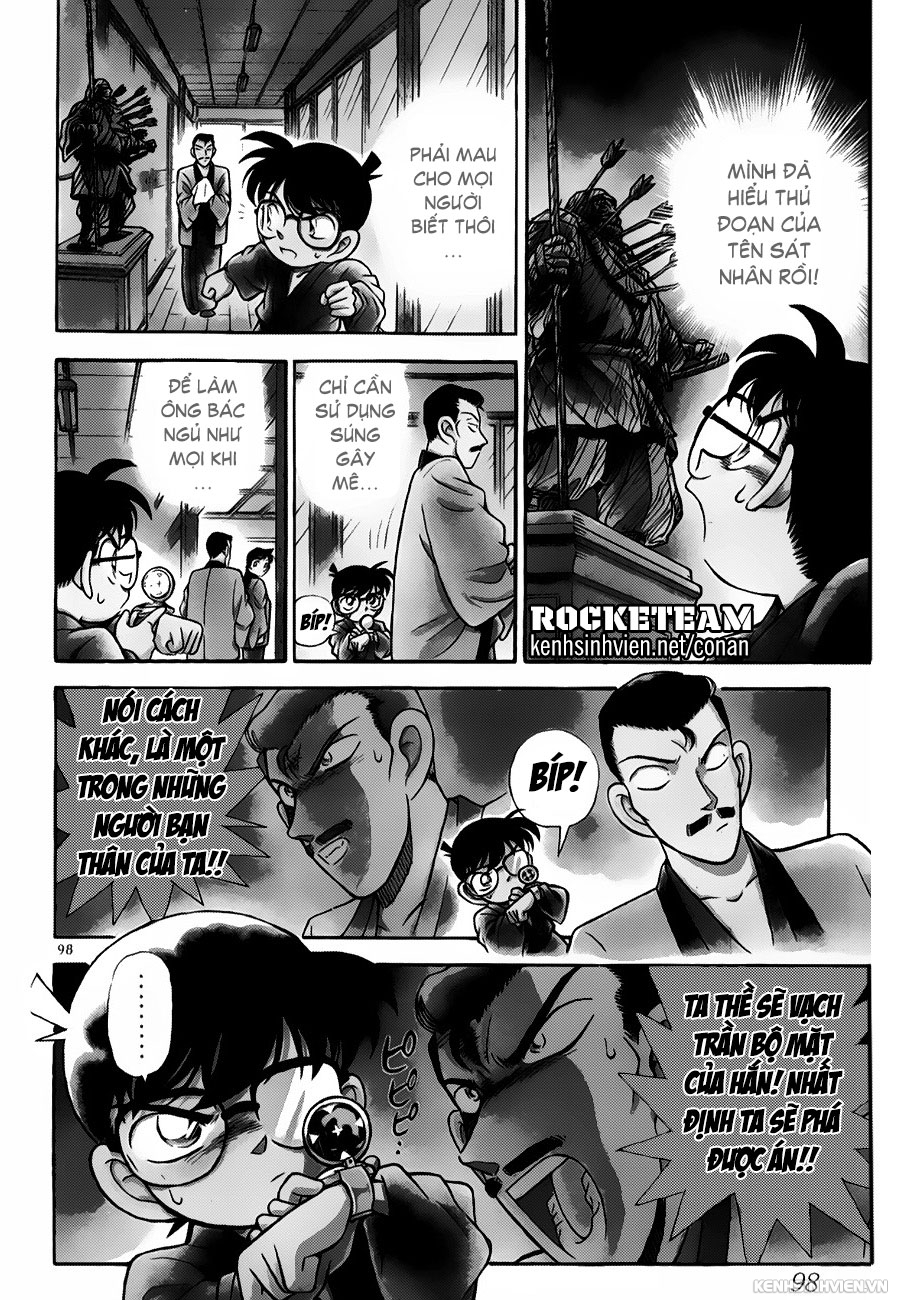 MÌNH ĐÃ
HIỂU THỦ
ĐOẠN CỦA
TÊN SÁT
NHÂN RỒI!
PHẢI MAU
CHO MỌI
NGƯỜI
BIẾT THÔI
...
CHỈ CẦN
SỬ DỤNG
SÚNG
GÂY
MÊ...
BÍP!
ĐỂ LÀM
ÔNG BÁC
NGỦ NHƯ
MỌI KHI
...
ROCKETEAM
kenhsinhvien.net/conan
BÍP!
NÓI CÁCH
KHÁC, LÀ MỘT
TRONG NHỮNG
NGƯỜI BẠN
THÂN CỦA TA!!
98
TA THỀ SẼ VẠCH
TRẦN BỘ MẶT
CỦA HẮN! NHẤT
ĐỊNH TA SẼ PHÁ
ĐƯỢC ÁN!!
ピピピ...
........
98
KENHSINHVIEN.VN